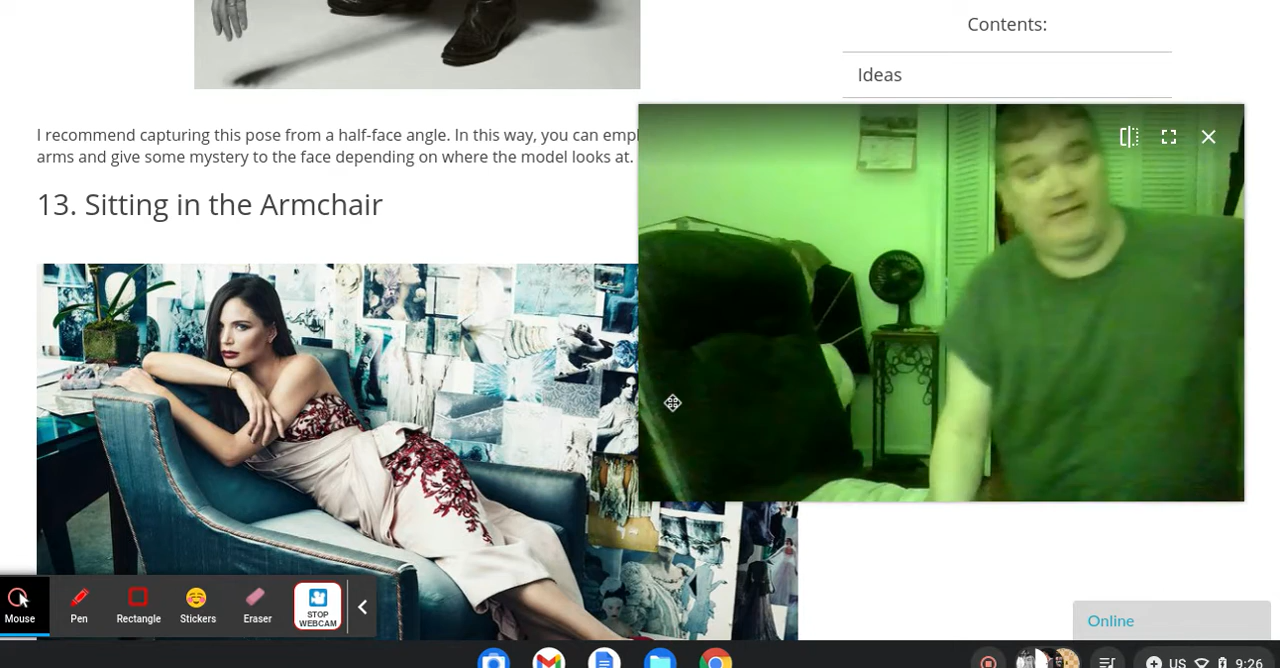 Contents:
Ideas
I recommend capturing this pose from a half-face angle. In this way, you can empl
arms and give some mystery to the face depending on where the model looks at.
13. Sitting in the Armchair
Mouse
Pen
Rectangle
Stickers
Eraser
STOP
WEBCAM
Online
US
9:26